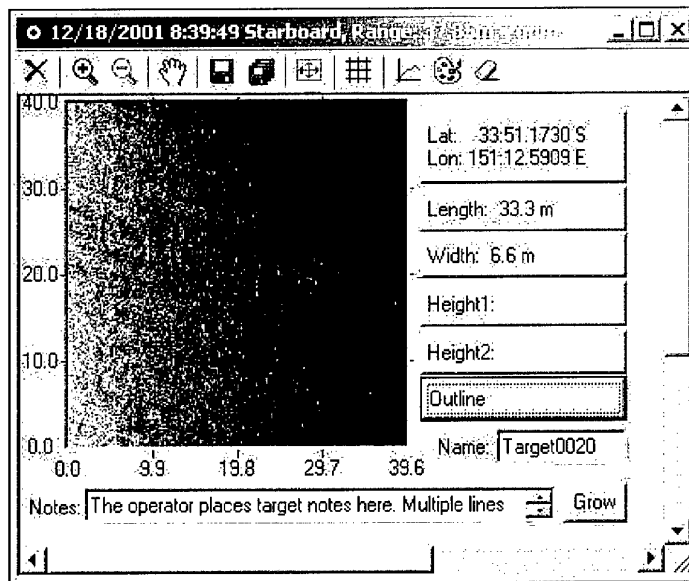 12/18/2001 8:39:49 Starboard, Range
40.0
30.0
20.0
10.0
0.0
0.0 9.9 19.8 29.7 39.6
Lat: 33:51.1730 S
Lon: 151:12.5909 E
Length: 33.3 m
Width: 6.6 m
Height1:
Height2:
Outline
Name: Target0020
Notes: The operator places target notes here. Multiple lines
Grow